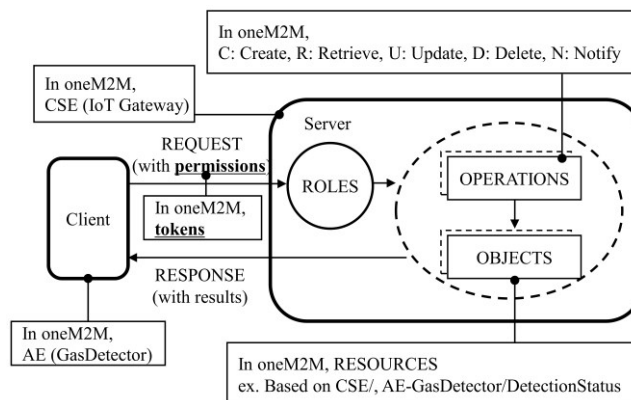 In oneM2M,
C: Create, R: Retrieve, U: Update, D: Delete, N: Notify
In oneM2M,
CSE (IoT Gateway)
Server
REQUEST
(with permissions)
ROLES
OPERATIONS
Client
In oneM2M,
tokens
OBJECTS
RESPONSE
(with results)
In oneM2M,
AE (GasDetector)
In oneM2M, RESOURCES
ex. Based on CSE/, AE-GasDetector/DetectionStatus